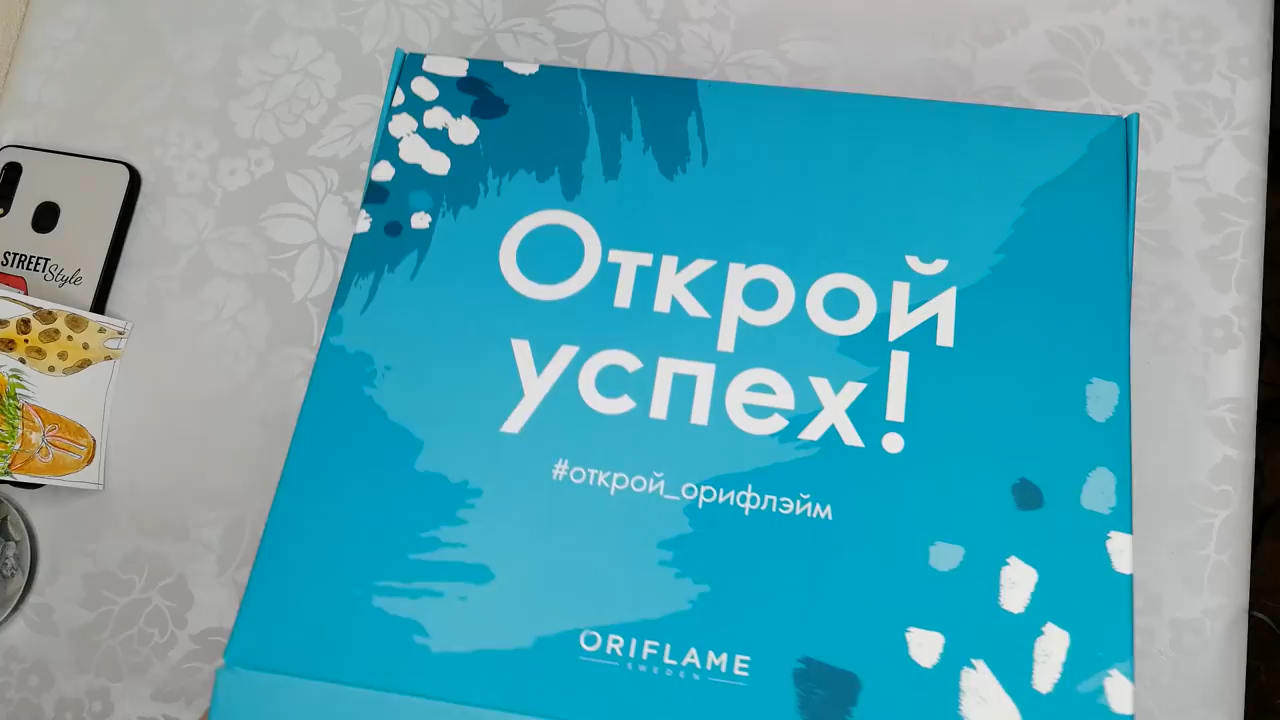 STREET
Style
Открой
успех!
#открой_орифлэйм
ORIFLAME
SWEDEN